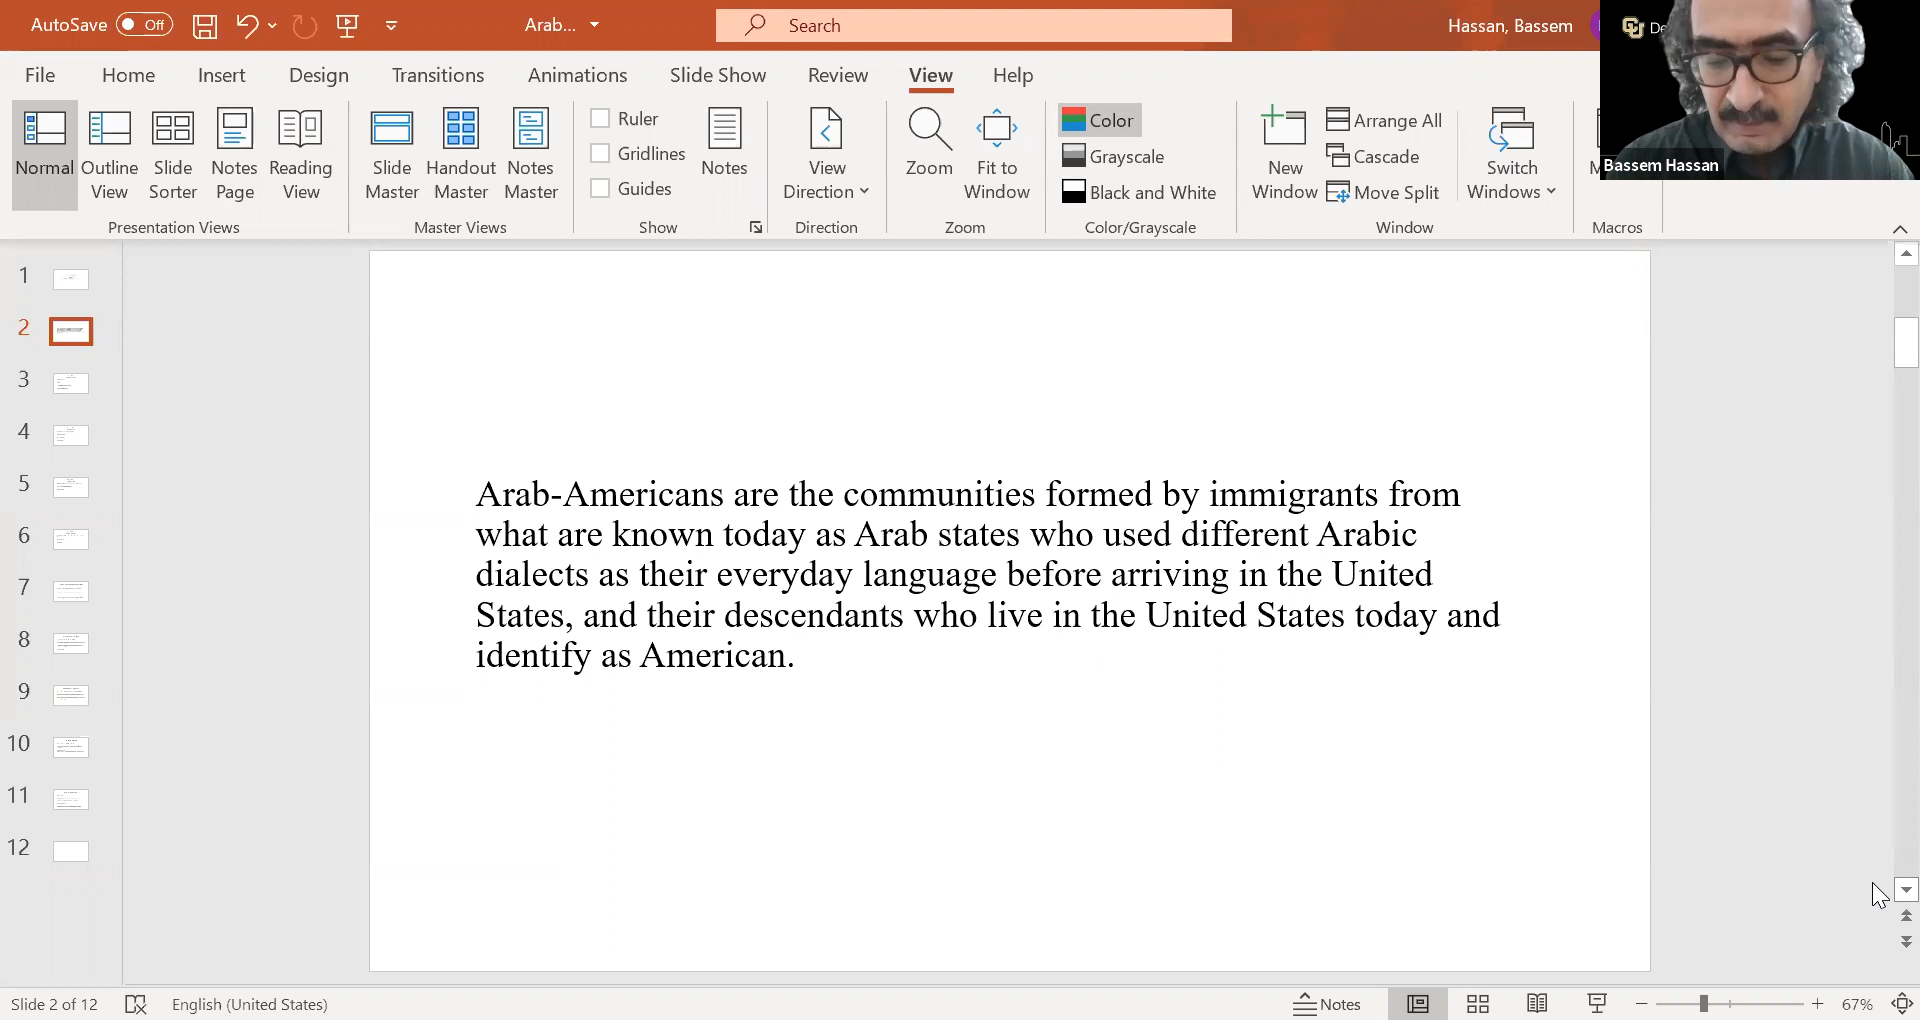 AutoSave Off Arab... Search Hassan, Bassem
File Home Insert Design Transitions Animations Slide Show Review View Help
Normal Outline View Slide Sorter Notes Page Reading View
Presentation Views
Slide Master Handout Master Notes Master
Master Views
Ruler
Gridlines
Guides
Notes
Show
View Direction
Direction
Zoom Fit to Window
Zoom
Color
Grayscale
Black and White
Color/Grayscale
New Window
Arrange All
Cascade
Move Split
Switch Windows
Window
Macros
Bassem Hassan
1
2
3
4
5
6
7
8
9
10
11
12
Arab-Americans are the communities formed by immigrants from
what are known today as Arab states who used different Arabic
dialects as their everyday language before arriving in the United
States, and their descendants who live in the United States today and
identify as American.
Slide 2 of 12 English (United States) Notes 67%